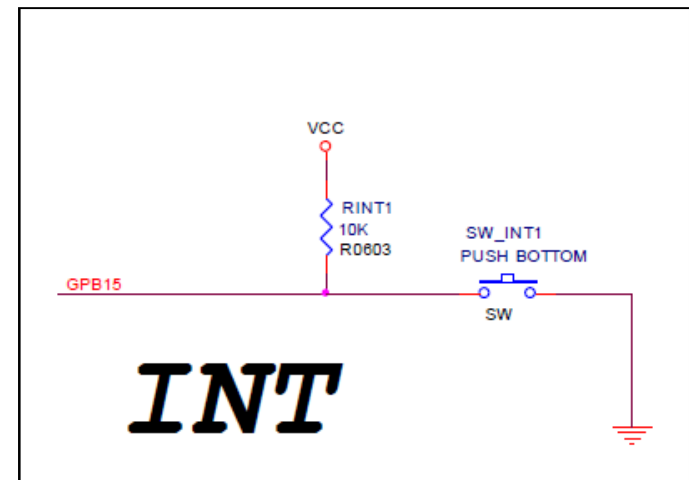 VCC
RINT1
10K
R0603
SW_INT1
PUSH BOTTOM
GPB15
SW
INT